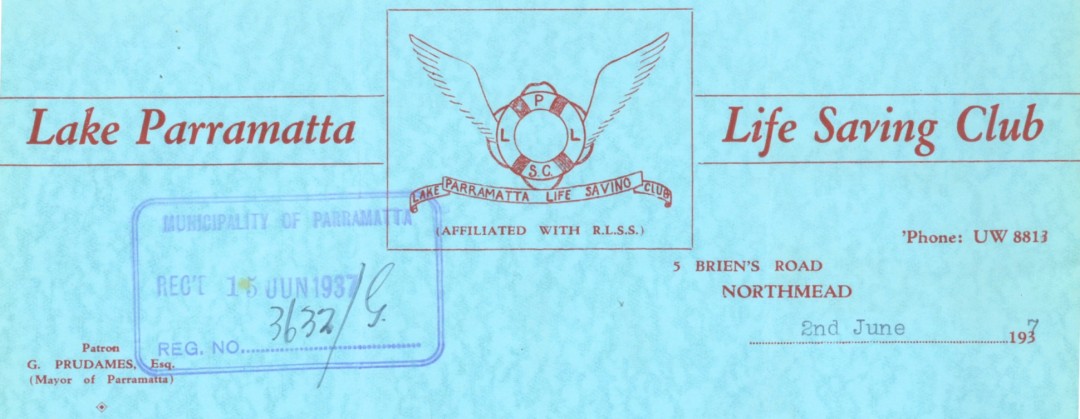 Lake Parramatta
P
L L
S.C.
LAKE PARRAMATTA LIFE SAVING CLUB
(AFFILIATED WITH R.L.S.S.)
Life Saving Club
'Phone: UW 8813
5 BRIEN'S ROAD
NORTHMEAD
2nd June 1937
MUNICIPALITY OF PARRAMATTA
REC'D 15 JUN 1937
3632/G.
REG. NO.
Patron
G. PRUDAMES, Esq.
(Mayor of Parramatta)